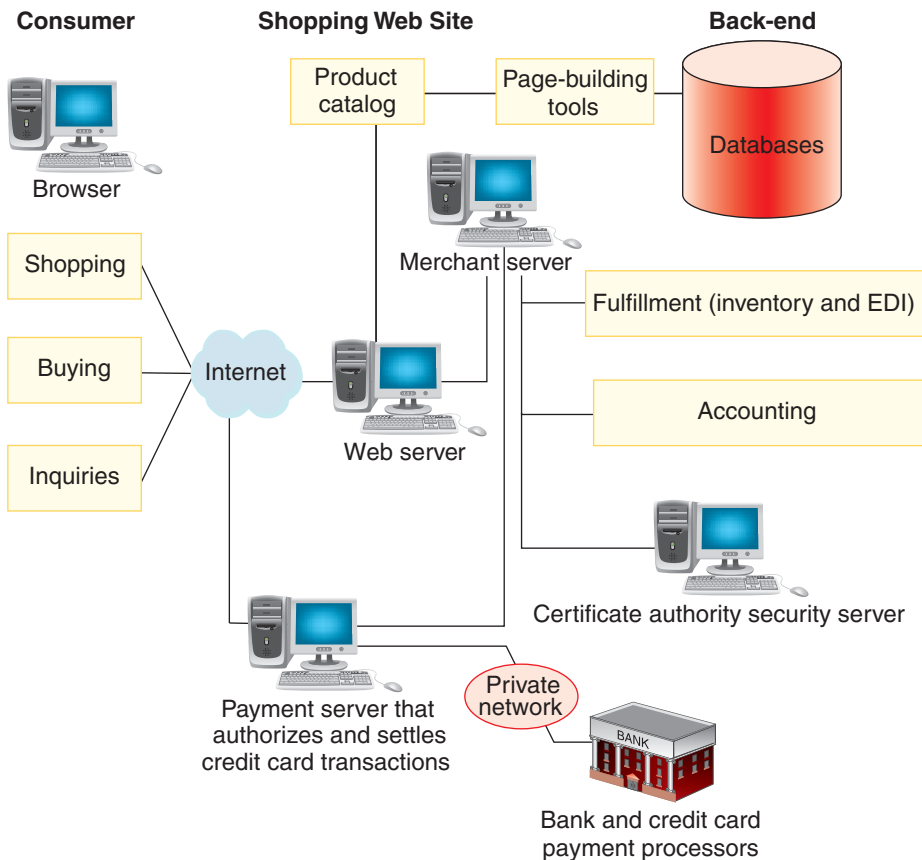 Consumer
Shopping Web Site
Back-end
Browser
Product
catalog
Page-building
tools
Databases
Merchant server
Shopping
Buying
Inquiries
Internet
Web server
Fulfillment (inventory and EDI)
Accounting
Certificate authority security server
Payment server that
authorizes and settles
credit card transactions
Private
network
BANK
Bank and credit card
payment processors